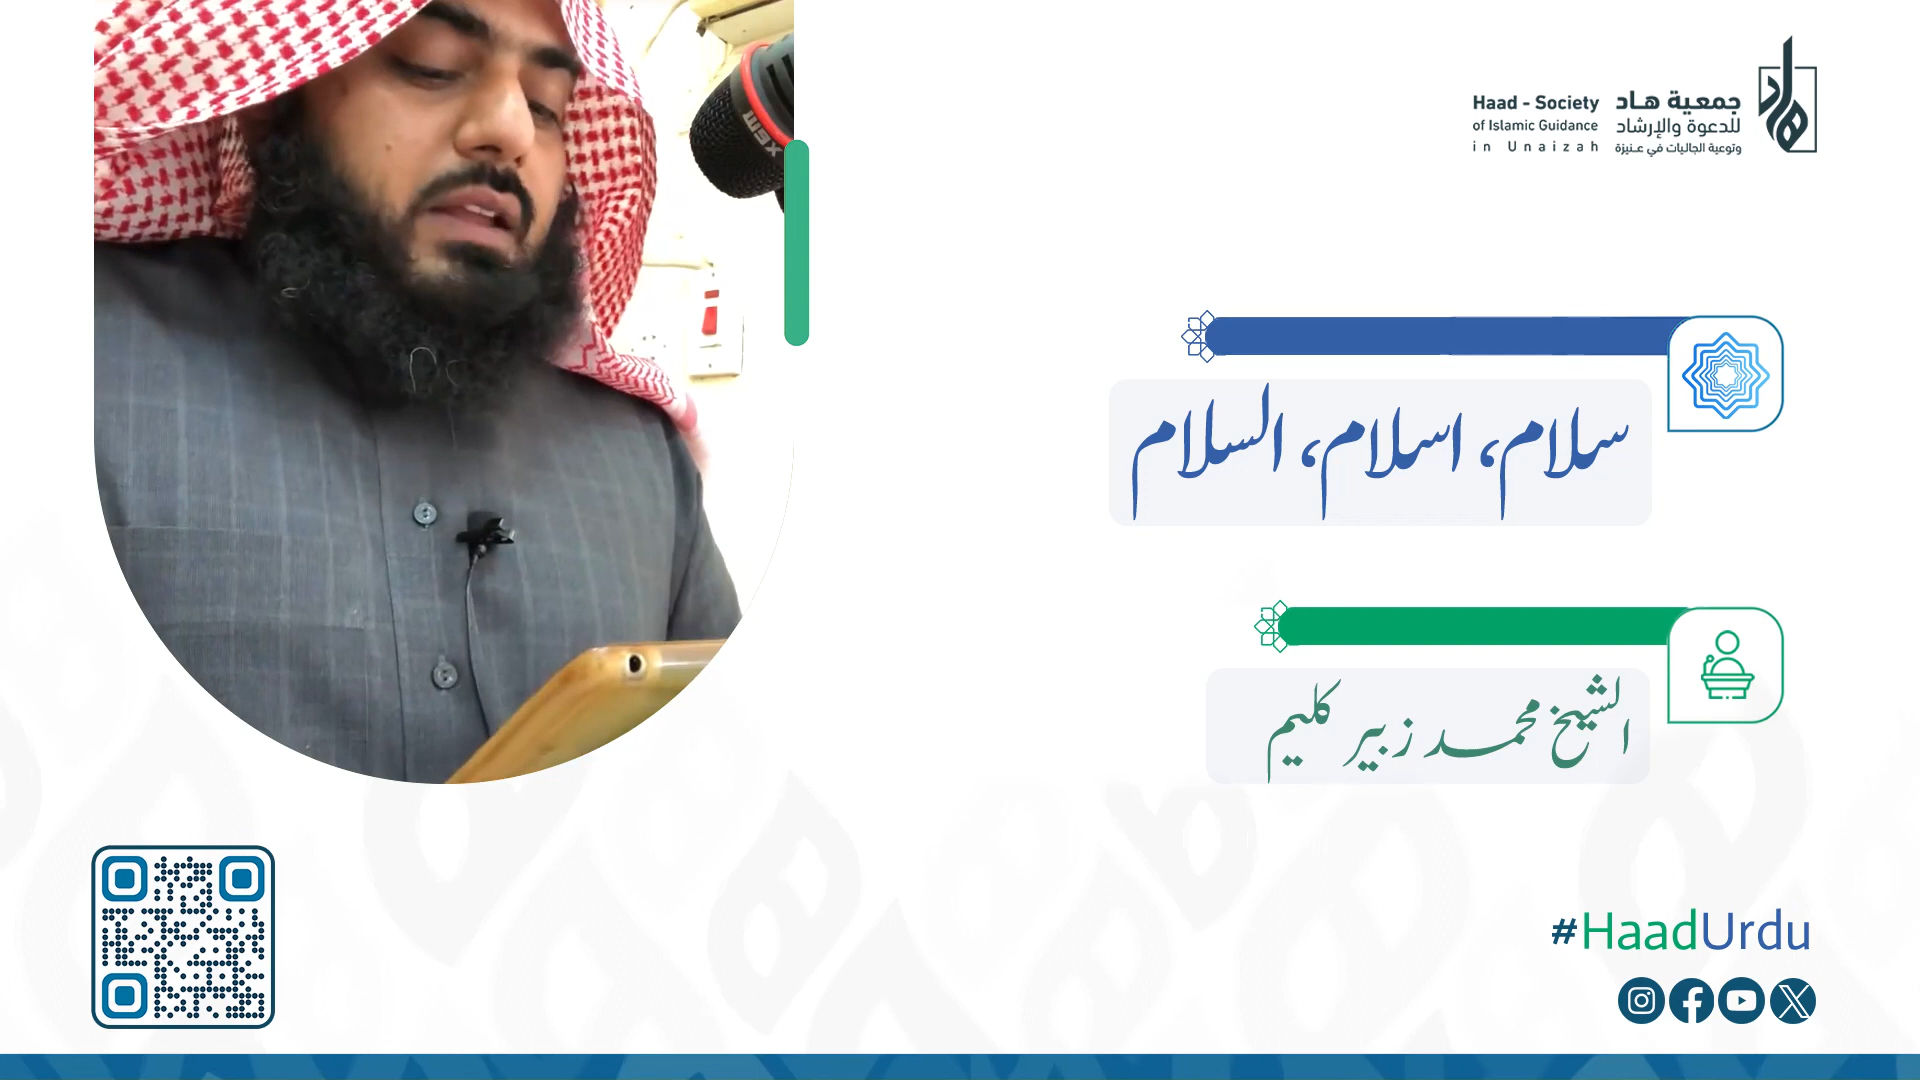 Haad - Society
of Islamic Guidance
in Unaizah
جمعية هاد
للدعوة والإرشاد
وتوعية الجاليات في عنيزة
سلام، اسلام، السلام
الشیخ محمد زبیر کلیم
#HaadUrdu